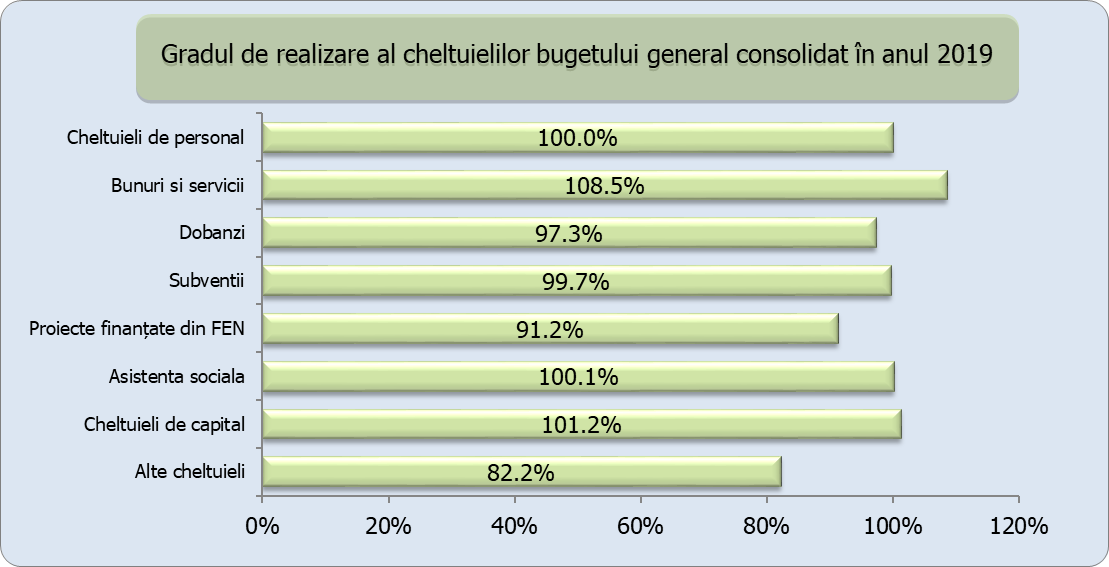 Gradul de realizare al cheltuielilor bugetului general consolidat în anul 2019
Cheltuieli de personal 100.0%
Bunuri si servicii 108.5%
Dobanzi 97.3%
Subventii 99.7%
Proiecte finanțate din FEN 91.2%
Asistenta sociala 100.1%
Cheltuieli de capital 101.2%
Alte cheltuieli 82.2%
0% 20% 40% 60% 80% 100% 120%